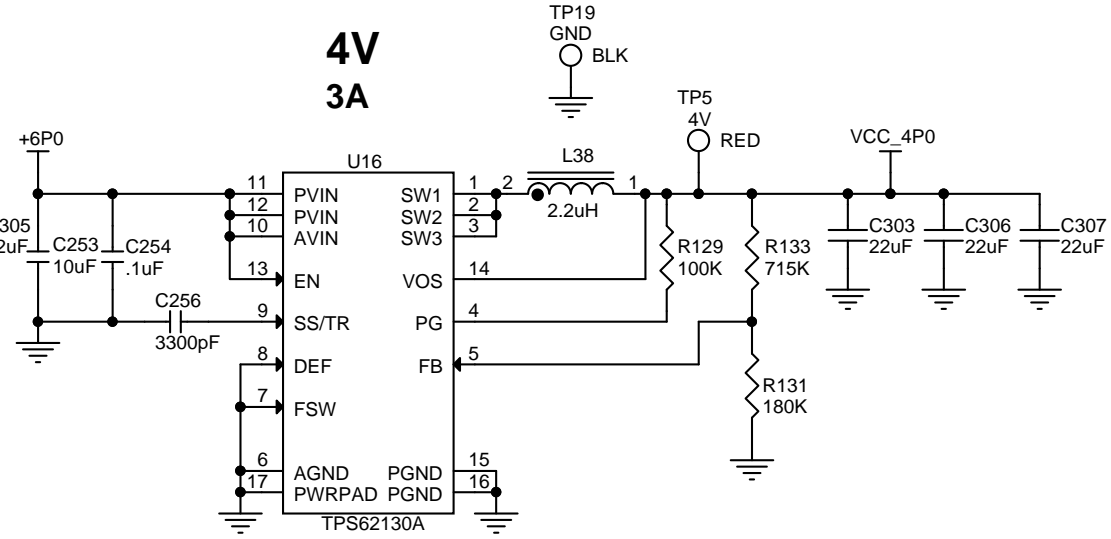 TP19
GND
BLK
4V
3A
TP5
4V
RED
+6P0
VCC_4P0
U16
L38
2.2uH
11 PVIN SW1 1 2 1
12 PVIN SW2 2
10 AVIN SW3 3
305
2uF
C253
10uF
C254
.1uF
R129
100K
R133
715K
C303
22uF
C306
22uF
C307
22uF
13 EN VOS 14
C256
3300pF
9 SS/TR PG 4
8 DEF FB 5
7 FSW
R131
180K
6 AGND PGND 15
17 PWRPAD PGND 16
TPS62130A